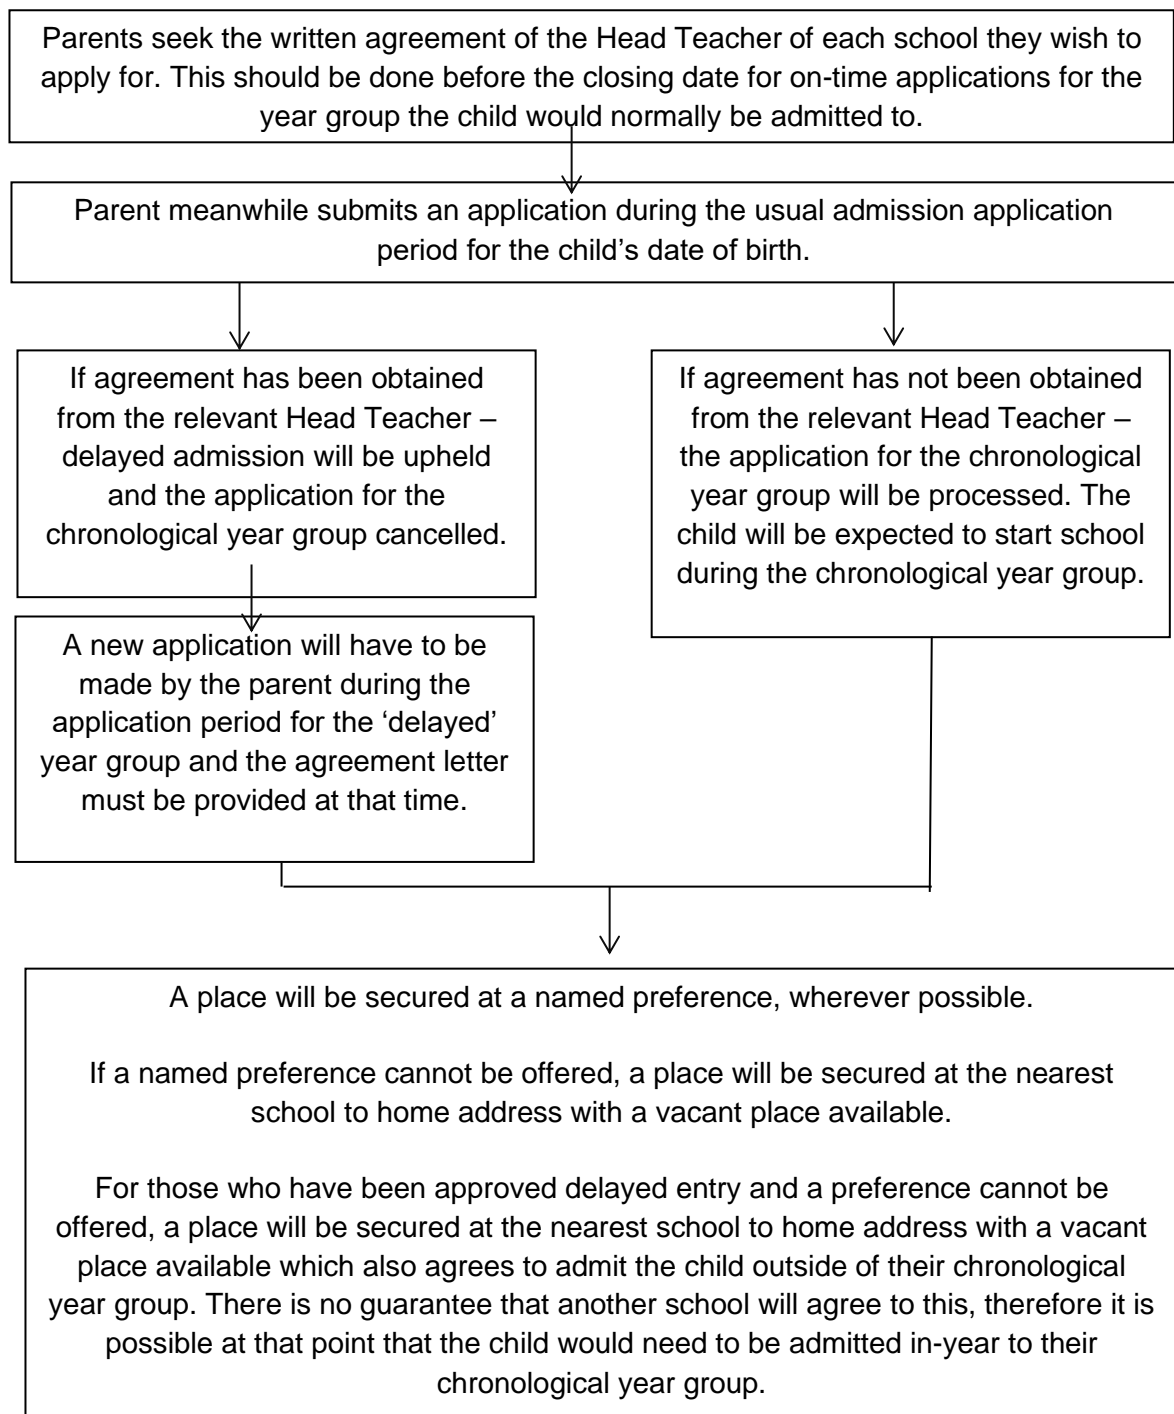 Parents seek the written agreement of the Head Teacher of each school they wish to
apply for. This should be done before the closing date for on-time applications for the
year group the child would normally be admitted to.
Parent meanwhile submits an application during the usual admission application
period for the child’s date of birth.
If agreement has been obtained
from the relevant Head Teacher –
delayed admission will be upheld
and the application for the
chronological year group cancelled.
If agreement has not been obtained
from the relevant Head Teacher –
the application for the chronological
year group will be processed. The
child will be expected to start school
during the chronological year group.
A new application will have to be
made by the parent during the
application period for the ‘delayed’
year group and the agreement letter
must be provided at that time.
A place will be secured at a named preference, wherever possible.
If a named preference cannot be offered, a place will be secured at the nearest
school to home address with a vacant place available.
For those who have been approved delayed entry and a preference cannot be
offered, a place will be secured at the nearest school to home address with a vacant
place available which also agrees to admit the child outside of their chronological
year group. There is no guarantee that another school will agree to this, therefore it is
possible at that point that the child would need to be admitted in-year to their
chronological year group.